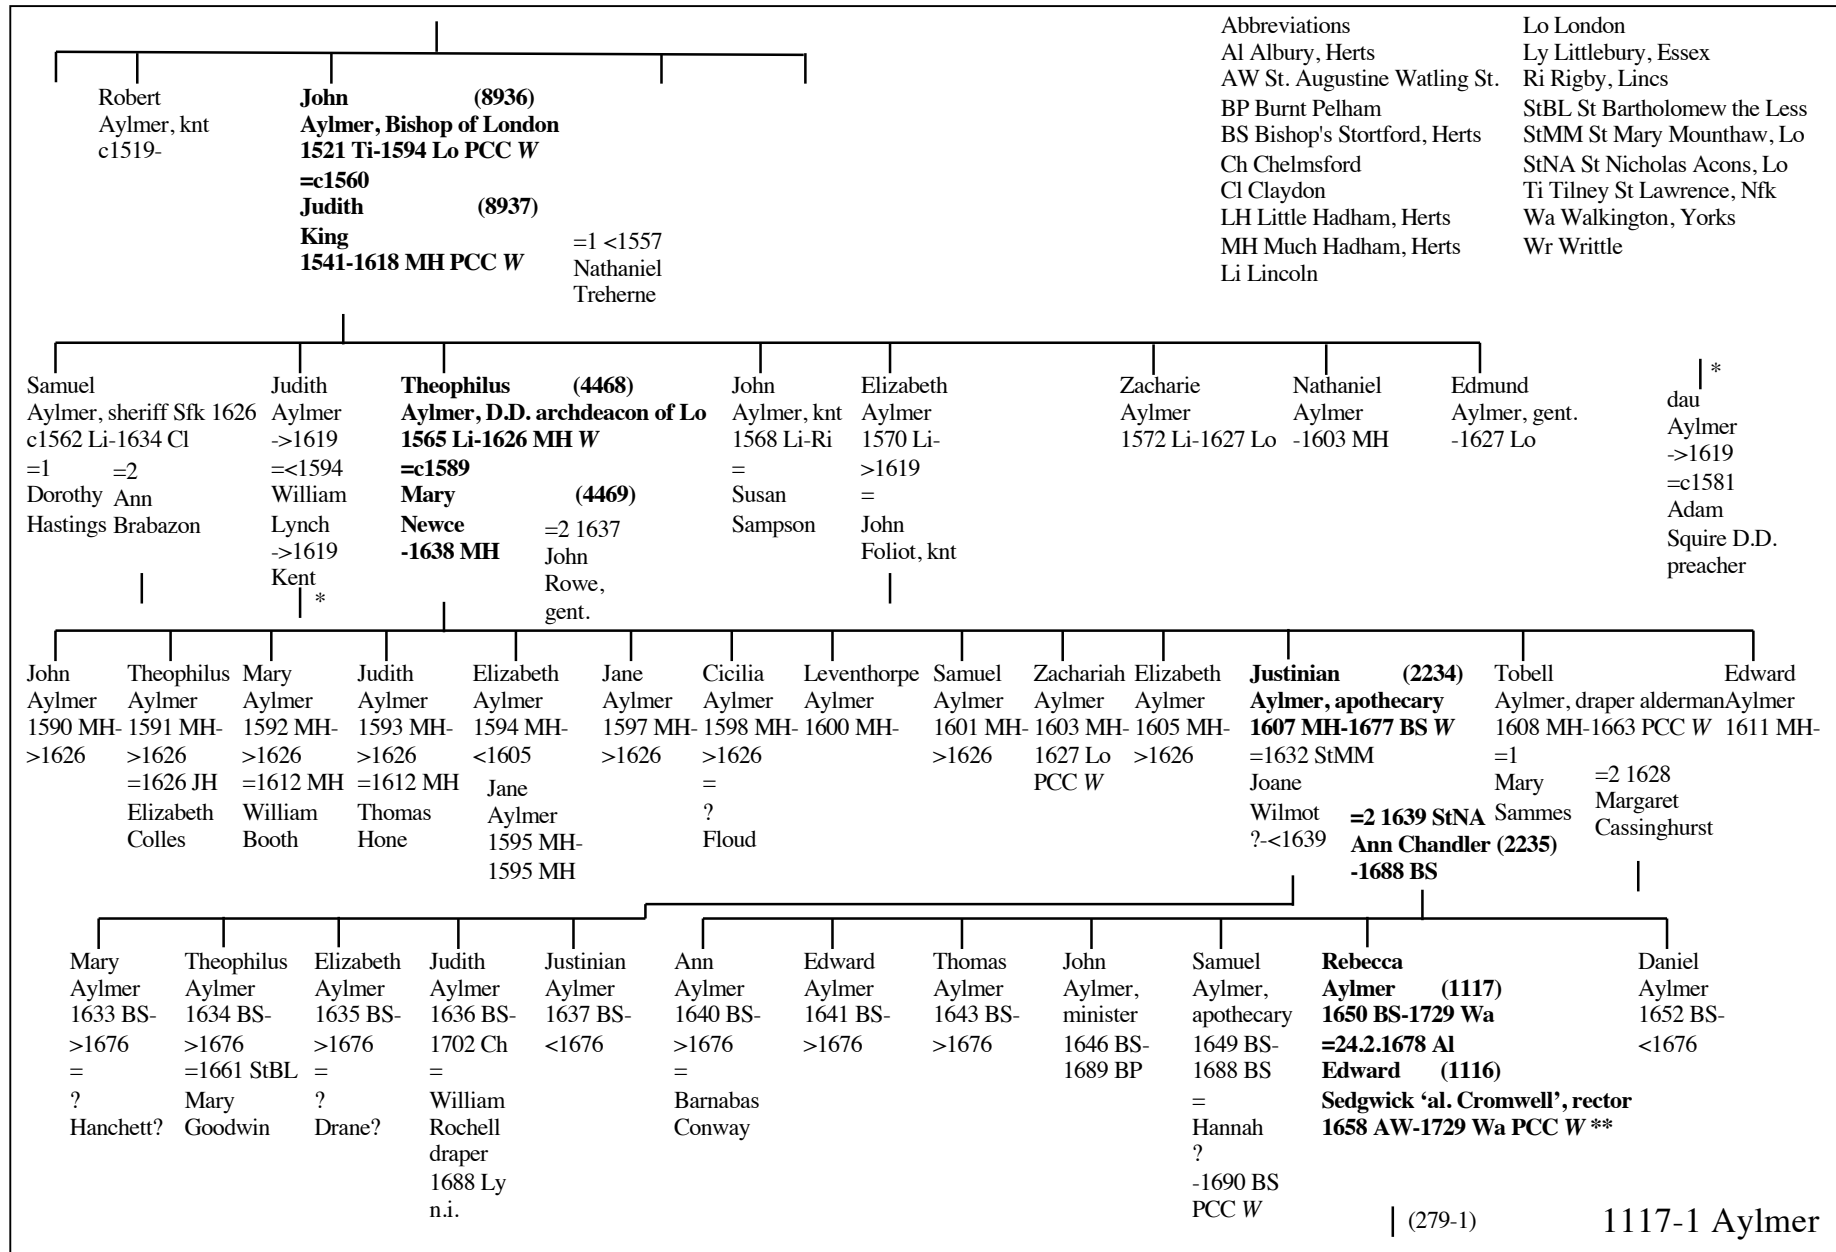 Abbreviations
Al Albury, Herts
AW St. Augustine Watling St.
BP Burnt Pelham
BS Bishop's Stortford, Herts
Ch Chelmsford
Cl Claydon
LH Little Hadham, Herts
MH Much Hadham, Herts
Li Lincoln
Lo London
Ly Littlebury, Essex
Ri Rigby, Lincs
StBL St Bartholomew the Less
StMM St Mary Mounthaw, Lo
StNA St Nicholas Acons, Lo
Ti Tilney St Lawrence, Nfk
Wa Walkington, Yorks
Wr Writtle
Robert
Aylmer, knt
c1519-
John (8936)
Aylmer, Bishop of London
1521 Ti-1594 Lo PCC W
=c1560
Judith (8937)
King
1541-1618 MH PCC W
=1 <1557
Nathaniel
Treherne
Samuel
Aylmer, sheriff Sfk 1626
c1562 Li-1634 Cl
=1
Dorothy
Hastings
=2
Ann
Brabazon
Judith
Aylmer
->1619
=<1594
William
Lynch
->1619
Kent
*
Theophilus (4468)
Aylmer, D.D. archdeacon of Lo
1565 Li-1626 MH W
=c1589
Mary (4469)
Newce
-1638 MH
=2 1637
John
Rowe,
gent.
John
Aylmer, knt
1568 Li-Ri
=
Susan
Sampson
Elizabeth
Aylmer
1570 Li-
>1619
=
John
Foliot, knt
Zacharie
Aylmer
1572 Li-1627 Lo
Nathaniel
Aylmer
-1603 MH
Edmund
Aylmer, gent.
-1627 Lo
*
dau
Aylmer
->1619
=c1581
Adam
Squire D.D.
preacher
John
Aylmer
1590 MH-
>1626
Theophilus
Aylmer
1591 MH-
>1626
=1626 JH
Elizabeth
Colles
Mary
Aylmer
1592 MH-
>1626
=1612 MH
William
Booth
Judith
Aylmer
1593 MH-
>1626
=1612 MH
Thomas
Hone
Elizabeth
Aylmer
1594 MH-
<1605
Jane
Aylmer
1595 MH-
1595 MH
Jane
Aylmer
1597 MH-
>1626
Cicilia
Aylmer
1598 MH-
>1626
=
?
Floud
Leventhorpe
Aylmer
1600 MH-
Samuel
Aylmer
1601 MH-
>1626
Zachariah
Aylmer
1603 MH-
1627 Lo
PCC W
Elizabeth
Aylmer
1605 MH-
>1626
Justinian (2234)
Aylmer, apothecary
1607 MH-1677 BS W
=1632 StMM
Joane
Wilmot
?-<1639
=2 1639 StNA
Ann Chandler (2235)
-1688 BS
Tobell
Aylmer, draper alderman
1608 MH-1663 PCC W
=1
Mary
Sammes
=2 1628
Margaret
Cassinghurst
Edward
Aylmer
1611 MH-
Mary
Aylmer
1633 BS-
>1676
=
?
Hanchett?
Theophilus
Aylmer
1634 BS-
>1676
=1661 StBL
Mary
Goodwin
Elizabeth
Aylmer
1635 BS-
>1676
=
?
Drane?
Judith
Aylmer
1636 BS-
1702 Ch
=
William
Rochell
draper
1688 Ly
n.i.
Justinian
Aylmer
1637 BS-
<1676
Ann
Aylmer
1640 BS-
>1676
=
Barnabas
Conway
Edward
Aylmer
1641 BS-
>1676
Thomas
Aylmer
1643 BS-
>1676
John
Aylmer,
minister
1646 BS-
1689 BP
Samuel
Aylmer,
apothecary
1649 BS-
1688 BS
=
Hannah
?
-1690 BS
PCC W
Rebecca
Aylmer (1117)
1650 BS-1729 Wa
=24.2.1678 Al
Edward (1116)
Sedgwick ‘al. Cromwell’, rector
1658 AW-1729 Wa PCC W **
Daniel
Aylmer
1652 BS-
<1676
(279-1)
1117-1 Aylmer